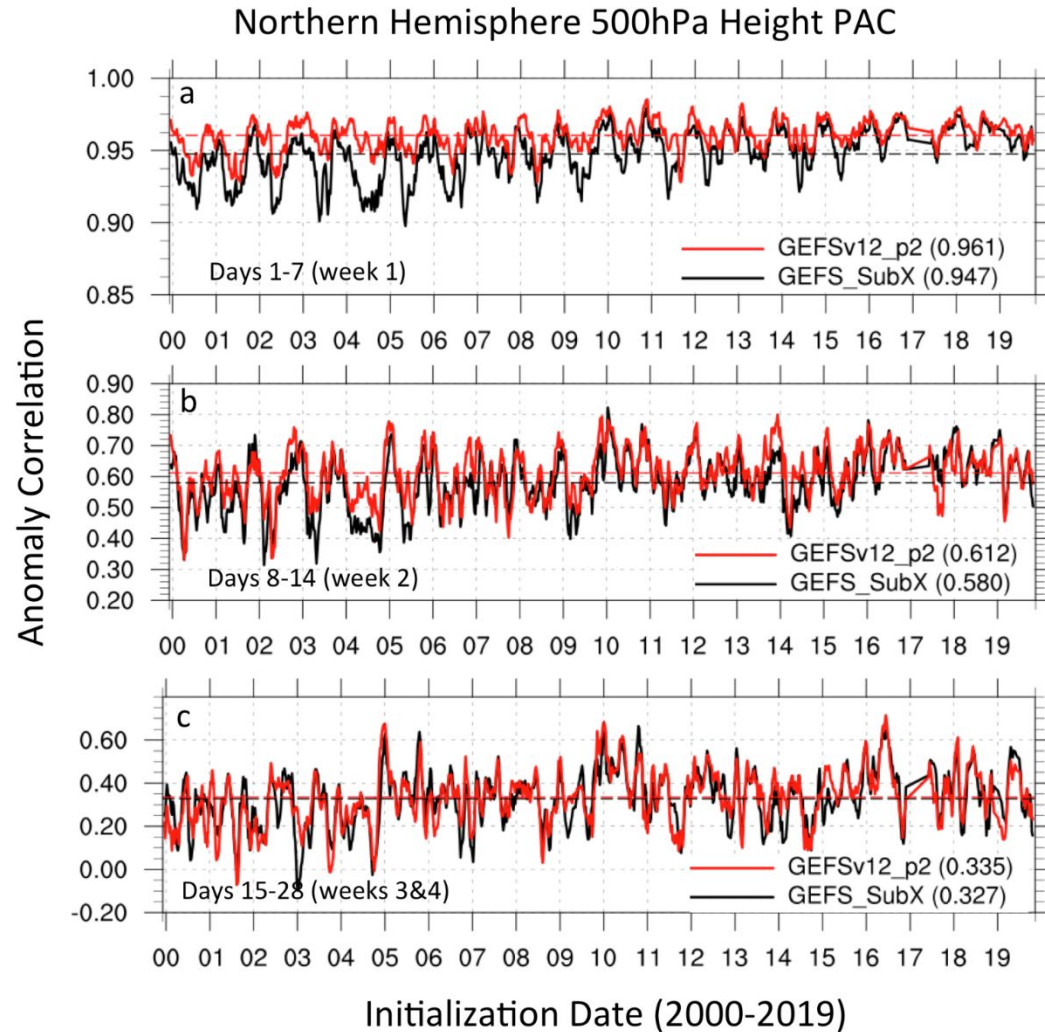 Northern Hemisphere 500hPa Height PAC
Anomaly Correlation
a
1.00
0.95
0.90
0.85
GEFSv12_p2 (0.961)
GEFS_SubX (0.947)
Days 1-7 (week 1)
00 01 02 03 04 05 06 07 08 09 10 11 12 13 14 15 16 17 18 19
b
0.90
0.80
0.70
0.60
0.50
0.40
0.30
0.20
GEFSv12_p2 (0.612)
GEFS_SubX (0.580)
Days 8-14 (week 2)
00 01 02 03 04 05 06 07 08 09 10 11 12 13 14 15 16 17 18 19
c
0.60
0.40
0.20
0.00
-0.20
GEFSv12_p2 (0.335)
GEFS_SubX (0.327)
Days 15-28 (weeks 3&4)
00 01 02 03 04 05 06 07 08 09 10 11 12 13 14 15 16 17 18 19
Initialization Date (2000-2019)